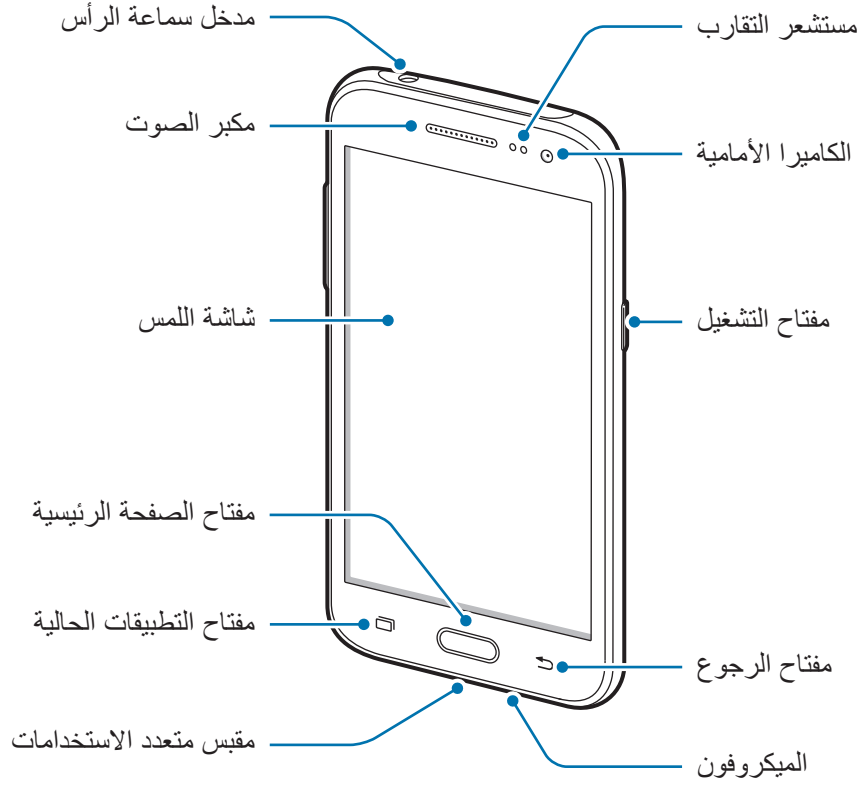 مستشعر التقارب
مدخل سماعة الرأس
الكاميرا الأمامية
مكبر الصوت
مفتاح التشغيل
شاشة اللمس
مفتاح الصفحة الرئيسية
مفتاح التطبيقات الحالية
مفتاح الرجوع
مقبس متعدد الاستخدامات
الميكروفون